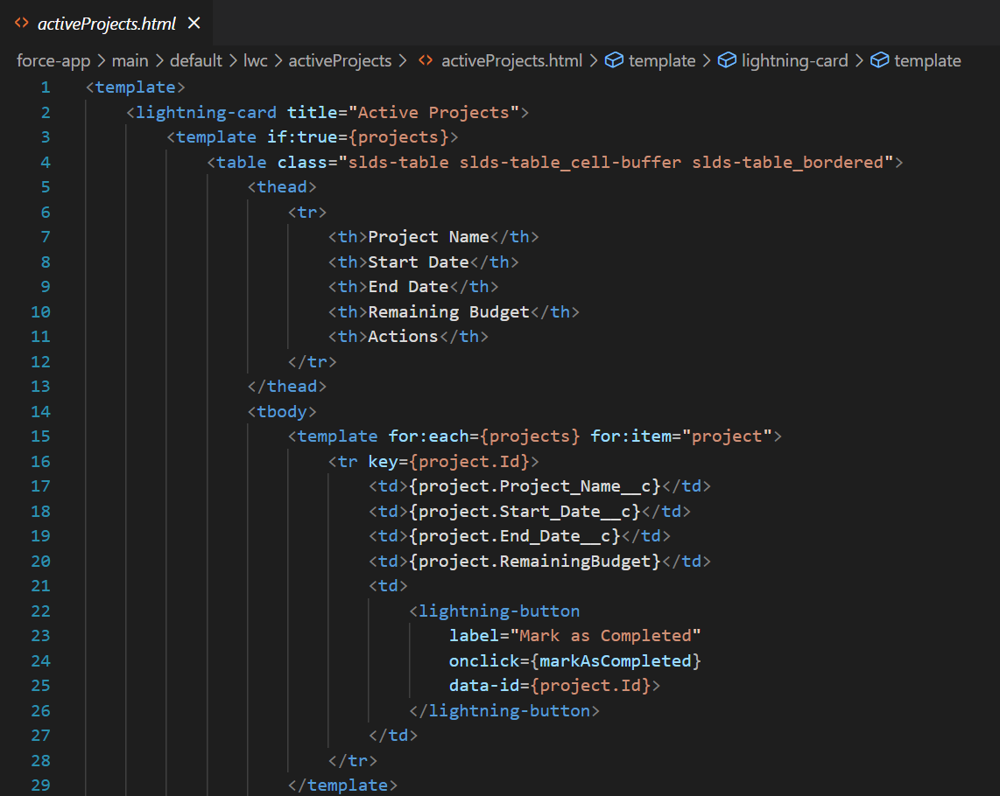 activeProjects.html
force-app > main > default > lwc > activeProjects > activeProjects.html > template > lightning-card > template
1 <template>
2 <lightning-card title="Active Projects">
3 <template if:true={projects}>
4 <table class="slds-table slds-table_cell-buffer slds-table_bordered">
5 <thead>
6 <tr>
7 <th>Project Name</th>
8 <th>Start Date</th>
9 <th>End Date</th>
10 <th>Remaining Budget</th>
11 <th>Actions</th>
12 </tr>
13 </thead>
14 <tbody>
15 <template for:each={projects} for:item="project">
16 <tr key={project.Id}>
17 <td>{project.Project_Name__c}</td>
18 <td>{project.Start_Date__c}</td>
19 <td>{project.End_Date__c}</td>
20 <td>{project.RemainingBudget}</td>
21 <td>
22 <lightning-button
23 label="Mark as Completed"
24 onclick={markAsCompleted}
25 data-id={project.Id}>
26 </lightning-button>
27 </td>
28 </tr>
29 </template>